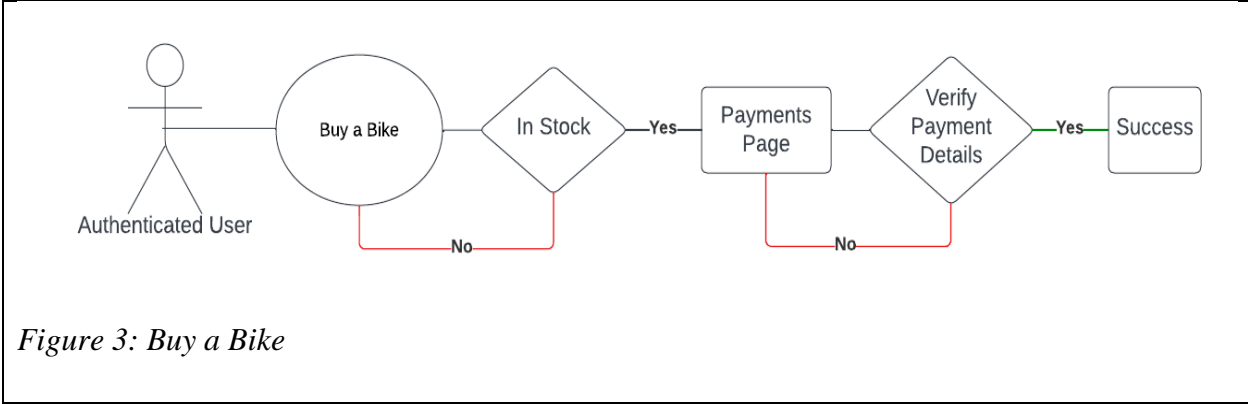 Authenticated User
Buy a Bike
In Stock
Yes
No
Payments
Page
Verify
Payment
Details
Yes
No
Success
Figure 3: Buy a Bike